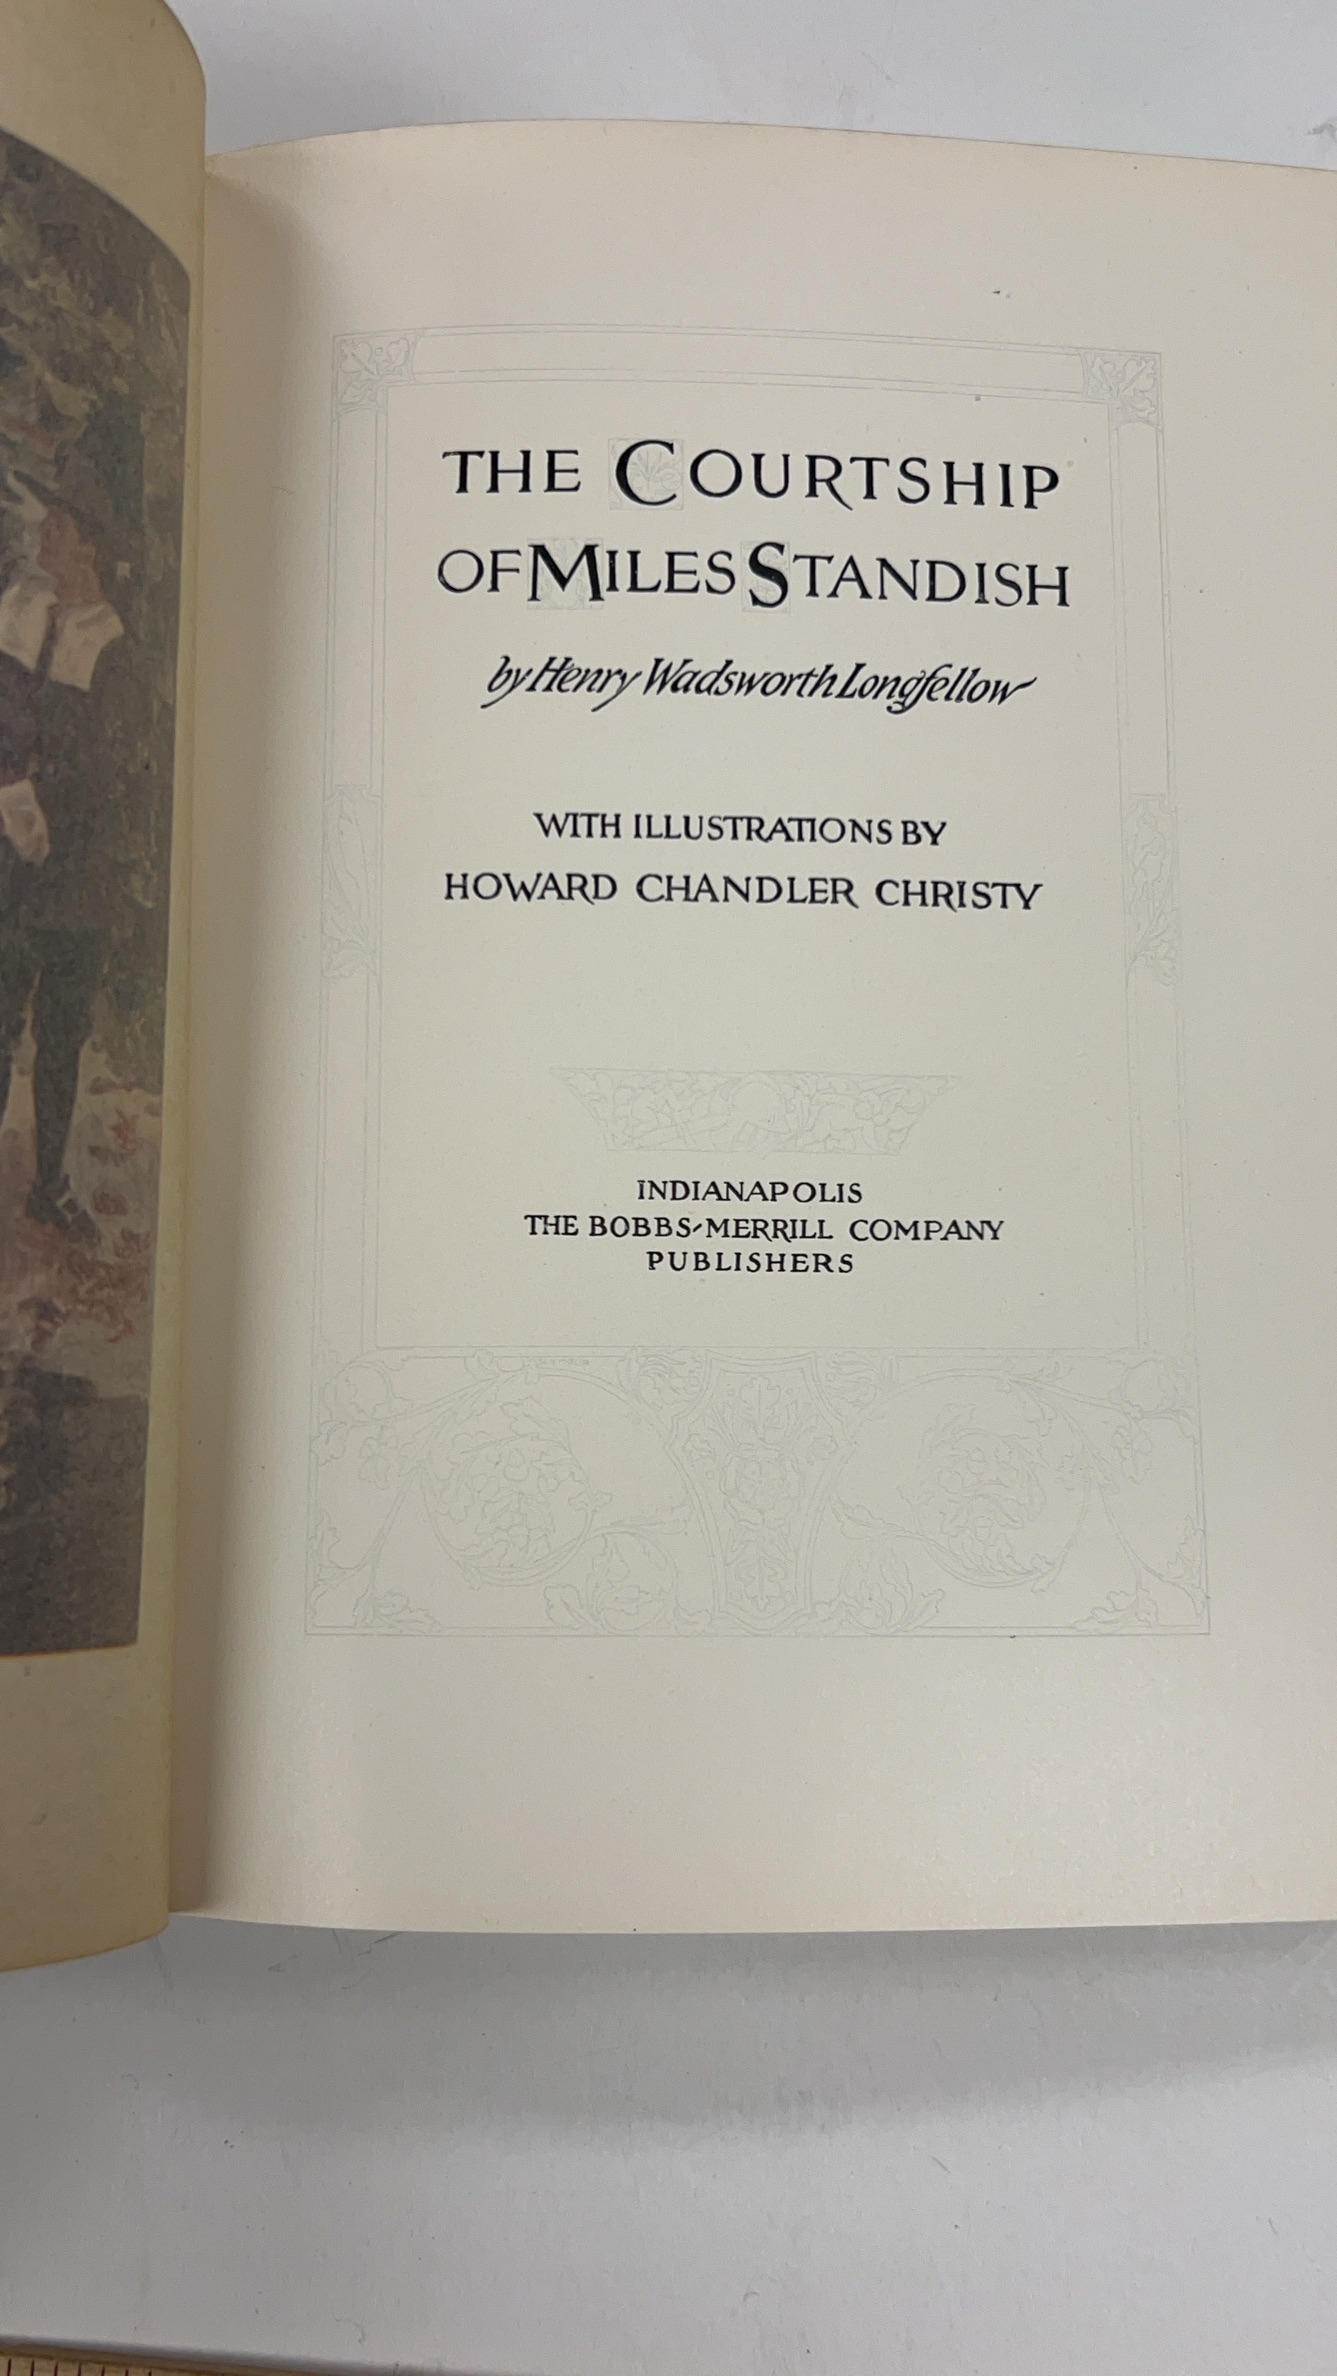 THE COURTSHIP
OF MILES STANDISH
by Henry Wadsworth Longfellow
WITH ILLUSTRATIONS BY
HOWARD CHANDLER CHRISTY
INDIANAPOLIS
THE BOBBS-MERRILL COMPANY
PUBLISHERS